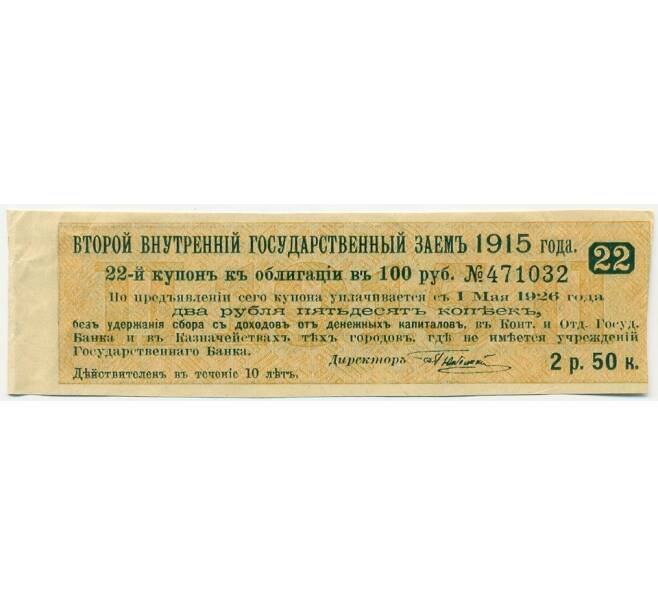 ВТОРОЙ ВНУТРЕННІЙ ГОСУДАРСТВЕННЫЙ ЗАЕМЪ 1915 года. 22
22-й купонъ къ облигаціи въ 100 руб. №471032
По предъявленіи сего купона уплачивается съ 1 Мая 1926 года
два рубля пятьдесятъ копѣекъ,
безъ удержанія сбора съ доходовъ отъ денежныхъ капиталовъ, въ Конт. и Отд. Госуд.
Банка и въ Казначействахъ тѣхъ городовъ, гдѣ не имѣется учрежденій
Государственнаго Банка.
Директоръ
2 р. 50 к.
Дѣйствителенъ въ теченіе 10 лѣтъ.